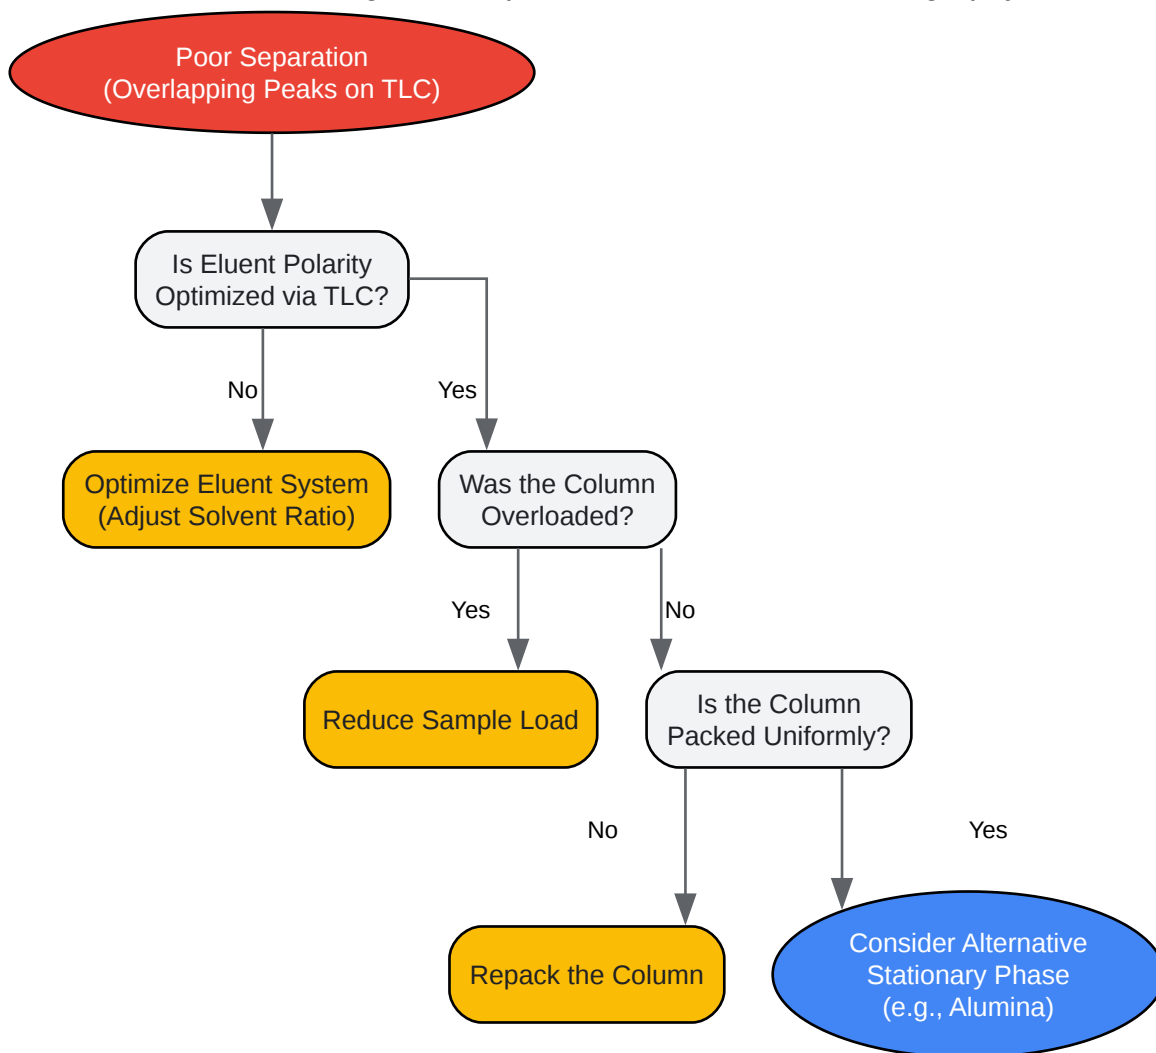 Poor Separation
(Overlapping Peaks on TLC)
Is Eluent Polarity
Optimized via TLC?
No
Yes
Optimize Eluent System
(Adjust Solvent Ratio)
Was the Column
Overloaded?
Yes
No
Reduce Sample Load
Is the Column
Packed Uniformly?
No
Yes
Repack the Column
Consider Alternative
Stationary Phase
(e.g., Alumina)